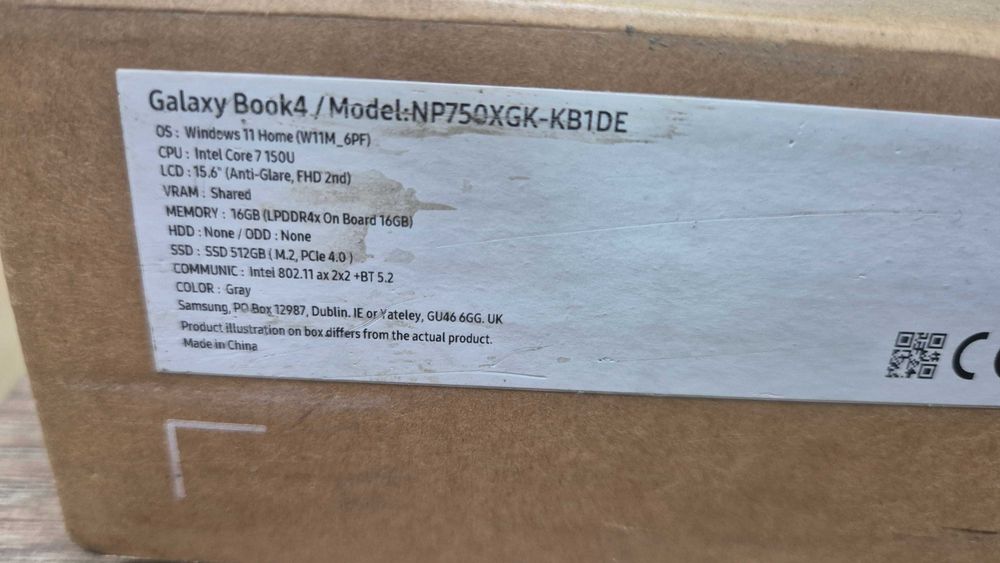 Galaxy Book4 / Model:NP750XGK-KB1DE
OS : Windows 11 Home (W11M_6PF)
CPU : Intel Core 7 150U
LCD : 15.6" (Anti-Glare, FHD 2nd)
VRAM : Shared
MEMORY : 16GB (LPDDR4x On Board 16GB)
HDD : None / ODD : None
SSD : SSD 512GB ( M.2, PCIe 4.0 )
COMMUNIC : Intel 802.11 ax 2x2 +BT 5.2
COLOR : Gray
Samsung, PO Box 12987, Dublin. IE or Yateley, GU46 6GG. UK
Product illustration on box differs from the actual product.
Made in China